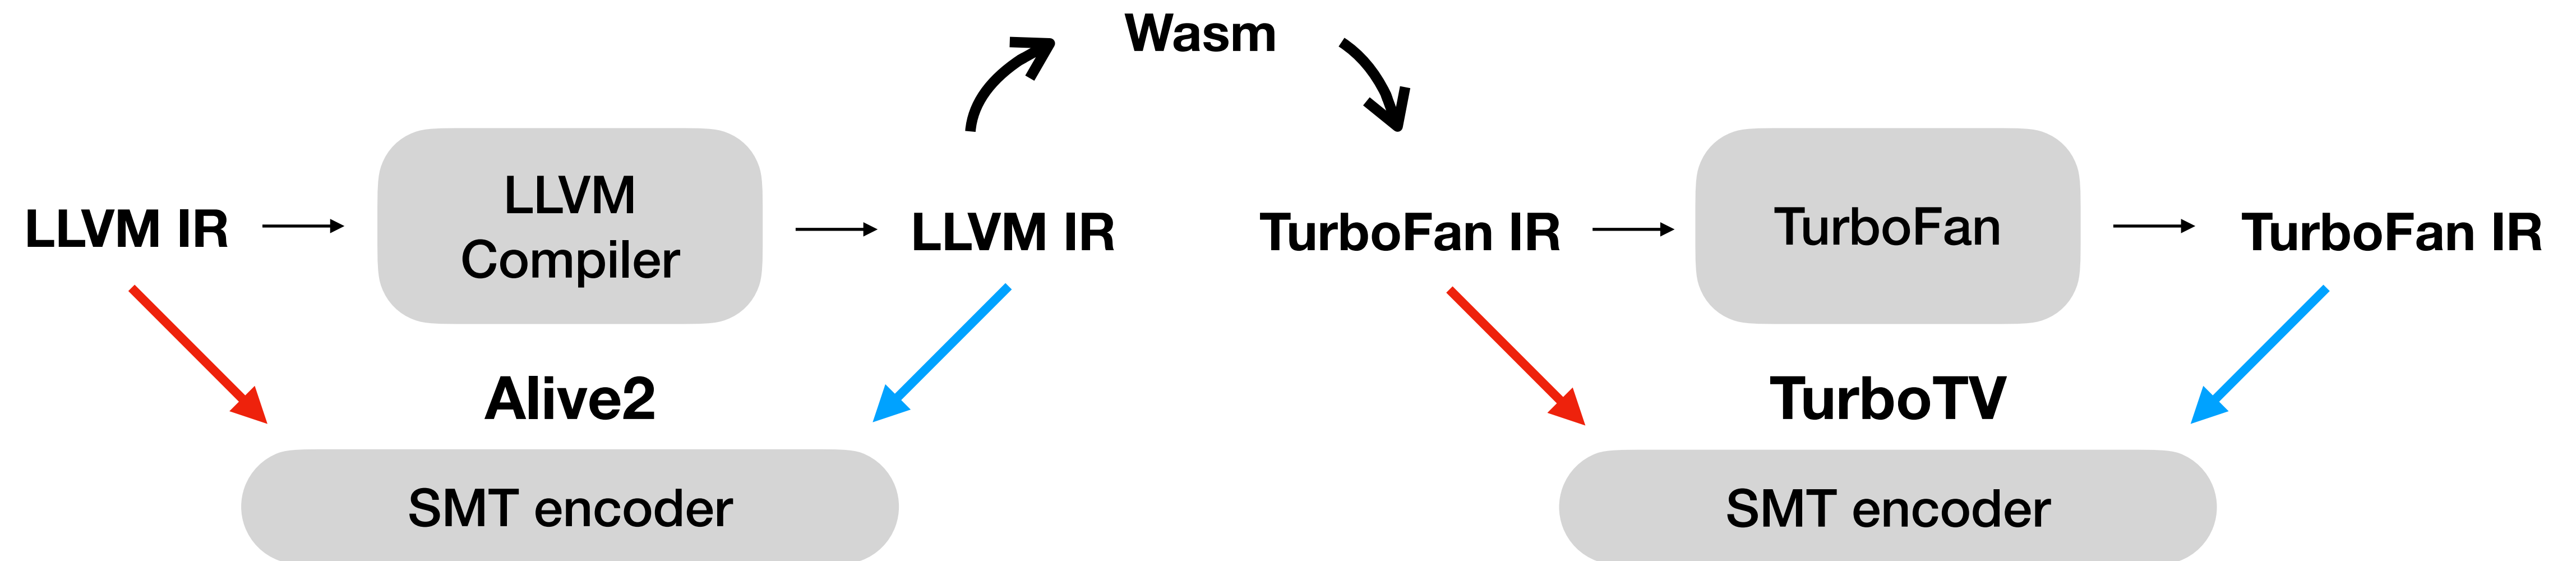 Wasm
LLVM IR
LLVM
Compiler
LLVM IR
TurboFan IR
TurboFan
TurboFan IR
Alive2
TurboTV
SMT encoder
SMT encoder